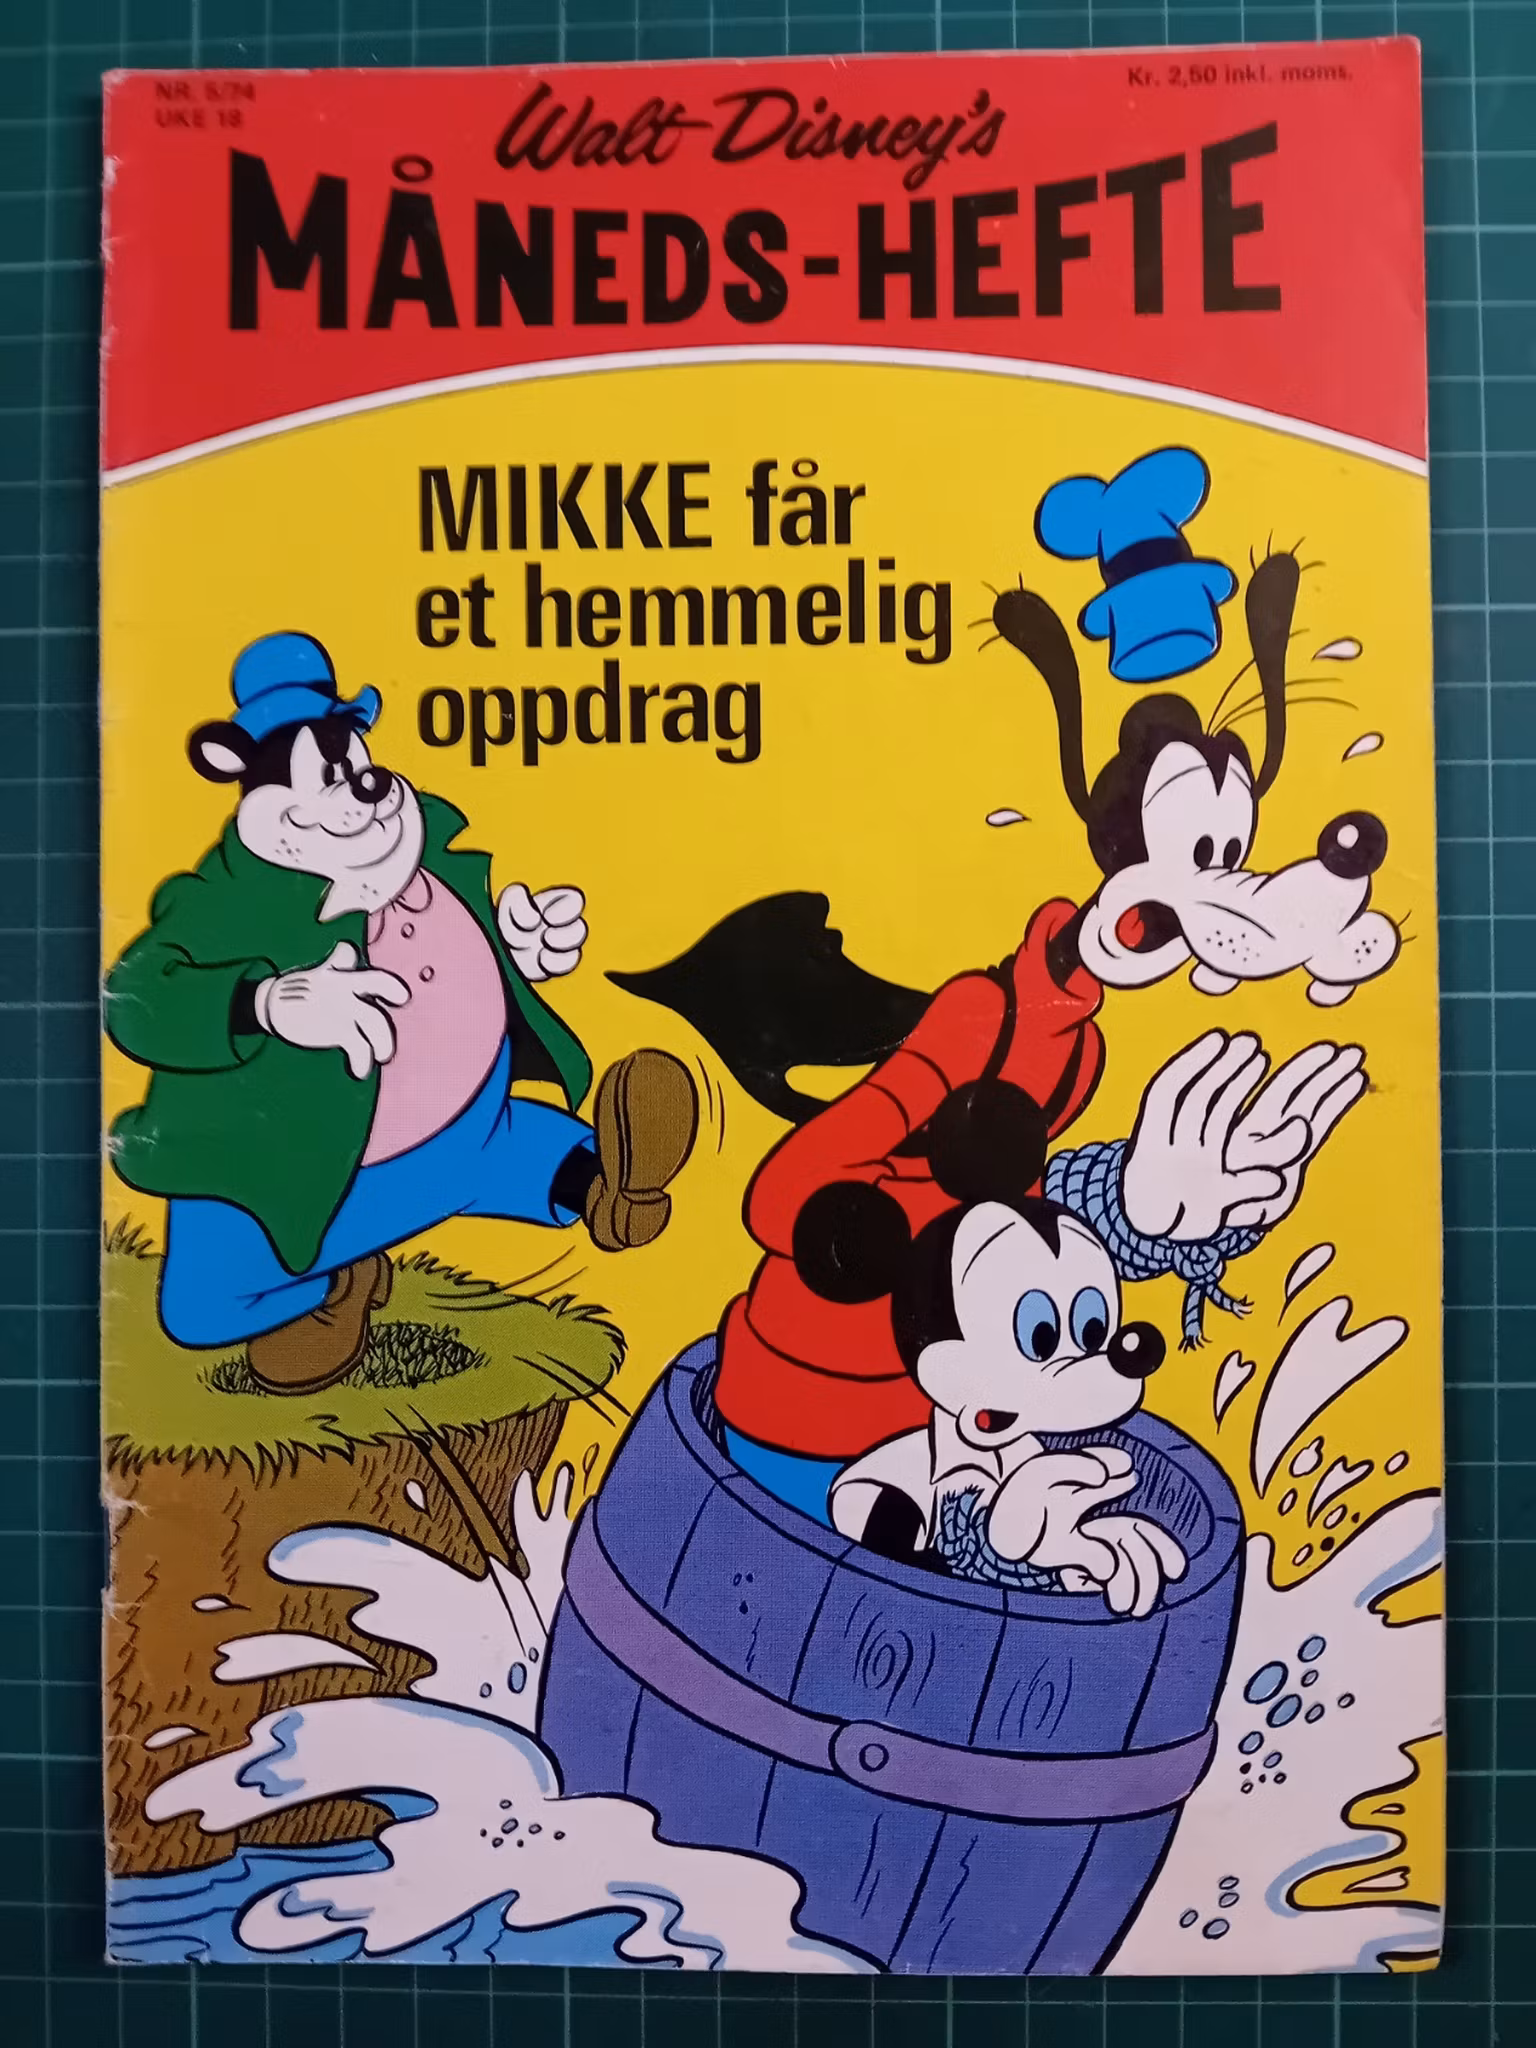 NR. 5/74
UKE 18
Kr. 2,50 inkl. moms.
Walt Disney's
MÅNEDS-HEFTE
MIKKE får
et hemmelig
oppdrag